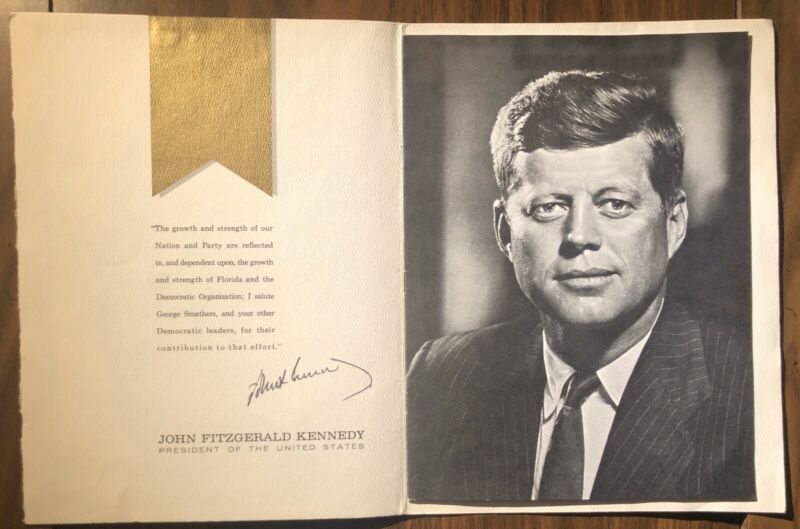 "The growth and strength of our
Nation and Party are reflected
in, and dependent upon, the growth
and strength of Florida and the
Democratic Organization; I salute
George Smathers, and your other
Democratic leaders, for their
contribution to that effort."
JOHN FITZGERALD KENNEDY
PRESIDENT OF THE UNITED STATES